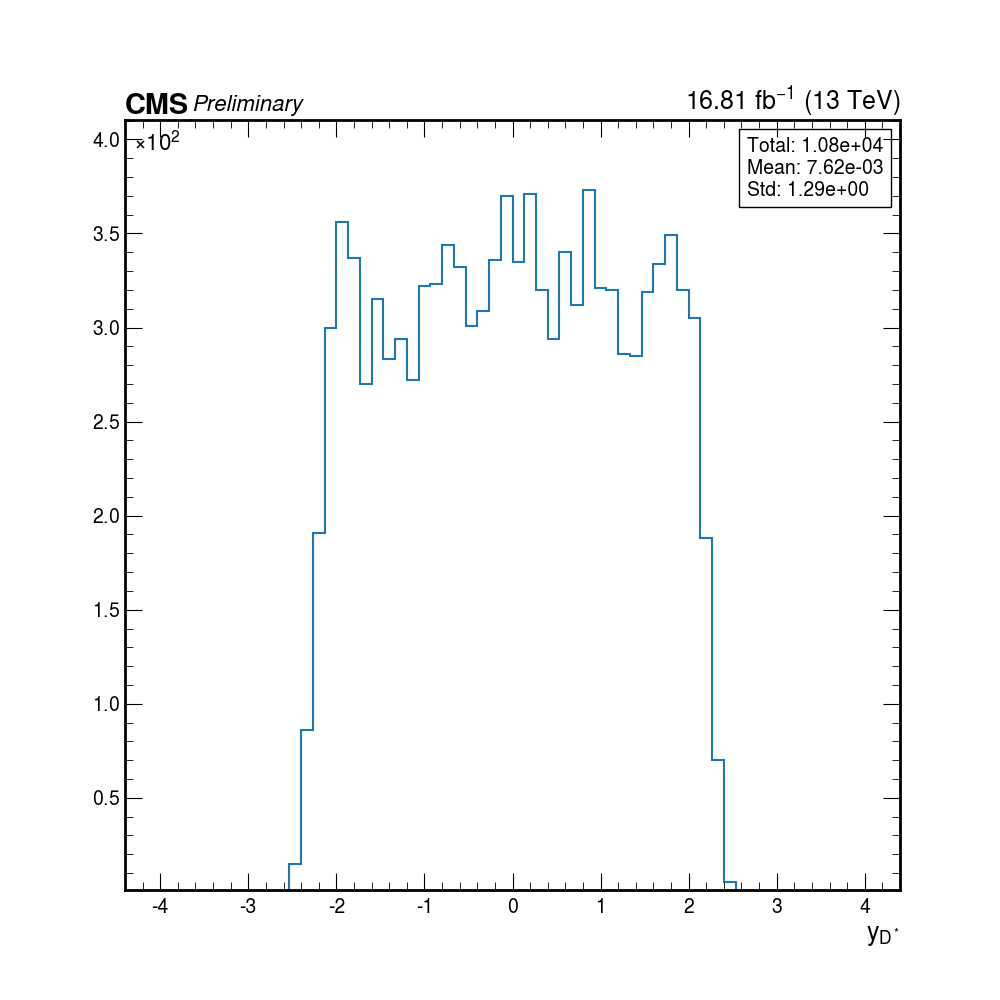 CMS Preliminary 16.81 fb⁻¹ (13 TeV)
×10²
Total: 1.08e+04
Mean: 7.62e-03
Std: 1.29e+00
4.0
3.5
3.0
2.5
2.0
1.5
1.0
0.5
-4 -3 -2 -1 0 1 2 3 4
y_D*